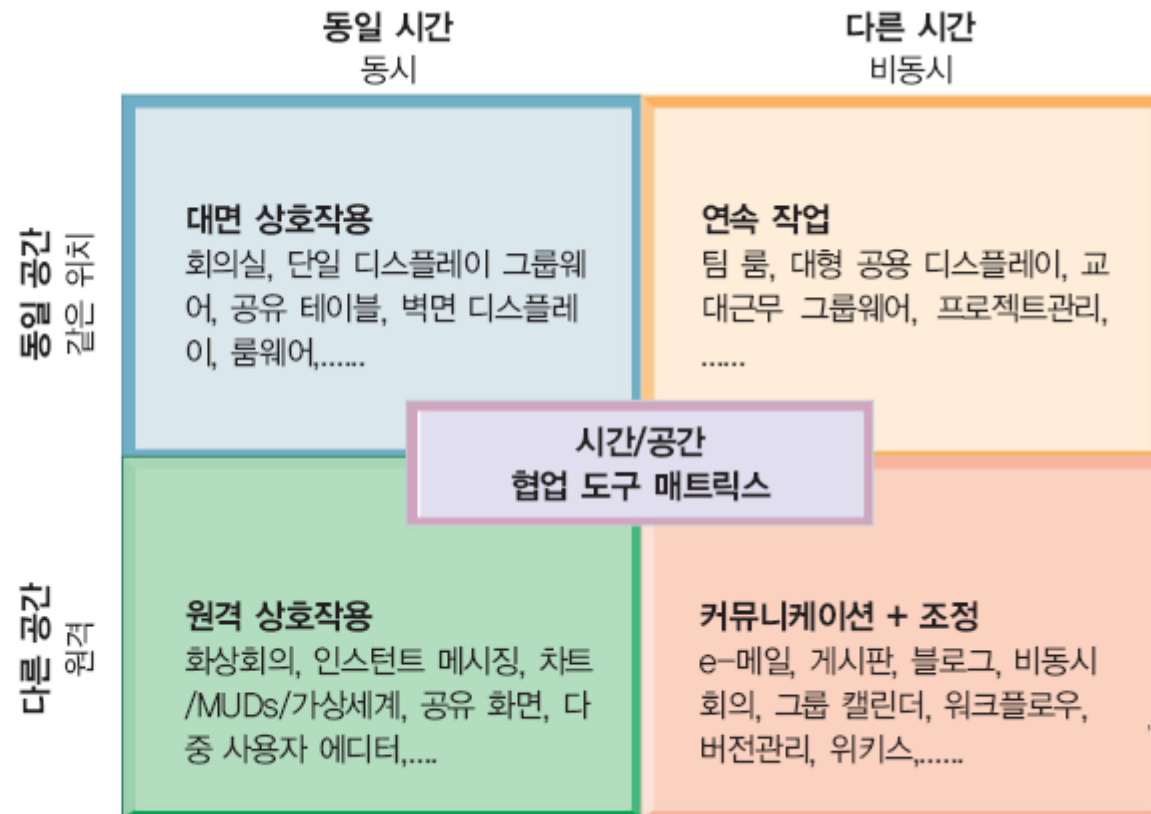 동일 시간
동시
다른 시간
비동시
동일 공간
같은 위치
대면 상호작용
회의실, 단일 디스플레이 그룹웨
어, 공유 테이블, 벽면 디스플레
이, 룸웨어,......
연속 작업
팀 룸, 대형 공용 디스플레이, 교
대근무 그룹웨어, 프로젝트관리,
......
시간/공간
협업 도구 매트릭스
다른 공간
원격
원격 상호작용
화상회의, 인스턴트 메시징, 차트
/MUDs/가상세계, 공유 화면, 다
중 사용자 에디터,....
커뮤니케이션 + 조정
e-메일, 게시판, 블로그, 비동시
회의, 그룹 캘린더, 워크플로우,
버전관리, 위키스,......